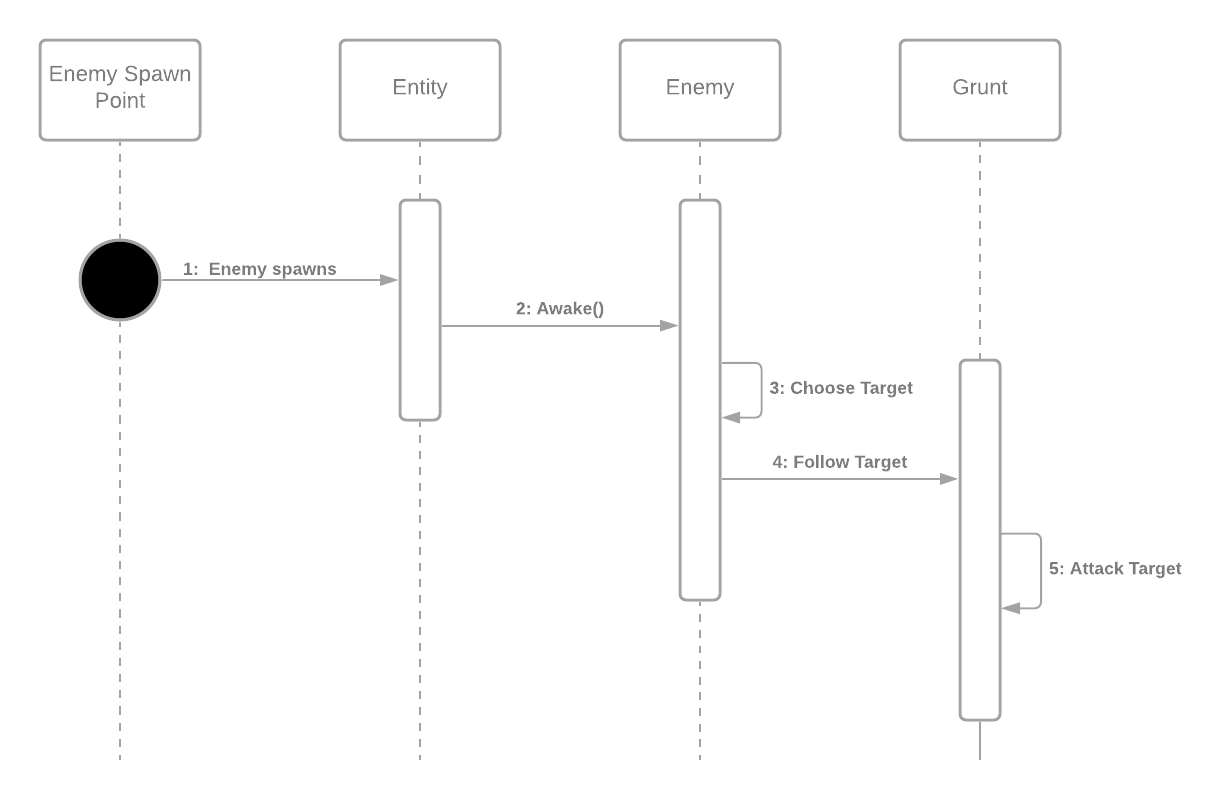 Enemy Spawn
Point
Entity
Enemy
Grunt
1:  Enemy spawns
2: Awake()
3: Choose Target
4: Follow Target
5: Attack Target